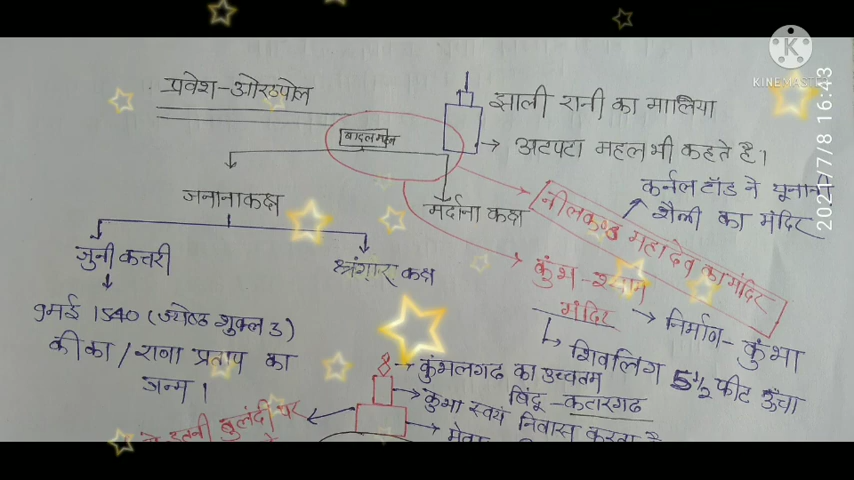 प्रवेश-ओरठपोल
झाली रानी का मालिया
→ अटपटा महल भी कहते है।
बादलमहल
जनाना कक्ष
मर्दाना कक्ष
कर्नल टॉड ने यूनानी
शैली का मंदिर
नीलकण्ठ महादेव का मंदिर
जुनी कचरी
श्रंगार कक्ष
कुंभ-श्याम
मंदिर
→ निर्माण- कुंभा
शिवलिंग 5½ फीट ऊँचा
9मई 1540 (ज्येष्ठ शुक्ल 3)
कीका / राणा प्रताप का
जन्म।
→ कुंभलगढ का उच्चतम
बिंदू - कटारगढ
→ कुंभा स्वयं निवास करता है
इतनी बुलंदी पर
K
KINEMASTER
2021/7/8 16:43